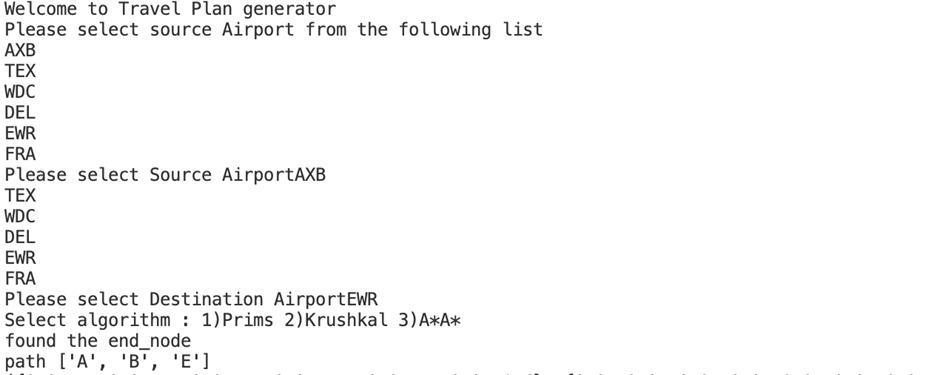 Welcome to Travel Plan generator
Please select source Airport from the following list
AXB
TEX
WDC
DEL
EWR
FRA
Please select Source AirportAXB
TEX
WDC
DEL
EWR
FRA
Please select Destination AirportEWR
Select algorithm : 1)Prims 2)Krushkal 3)A*A*
found the end_node
path ['A', 'B', 'E']